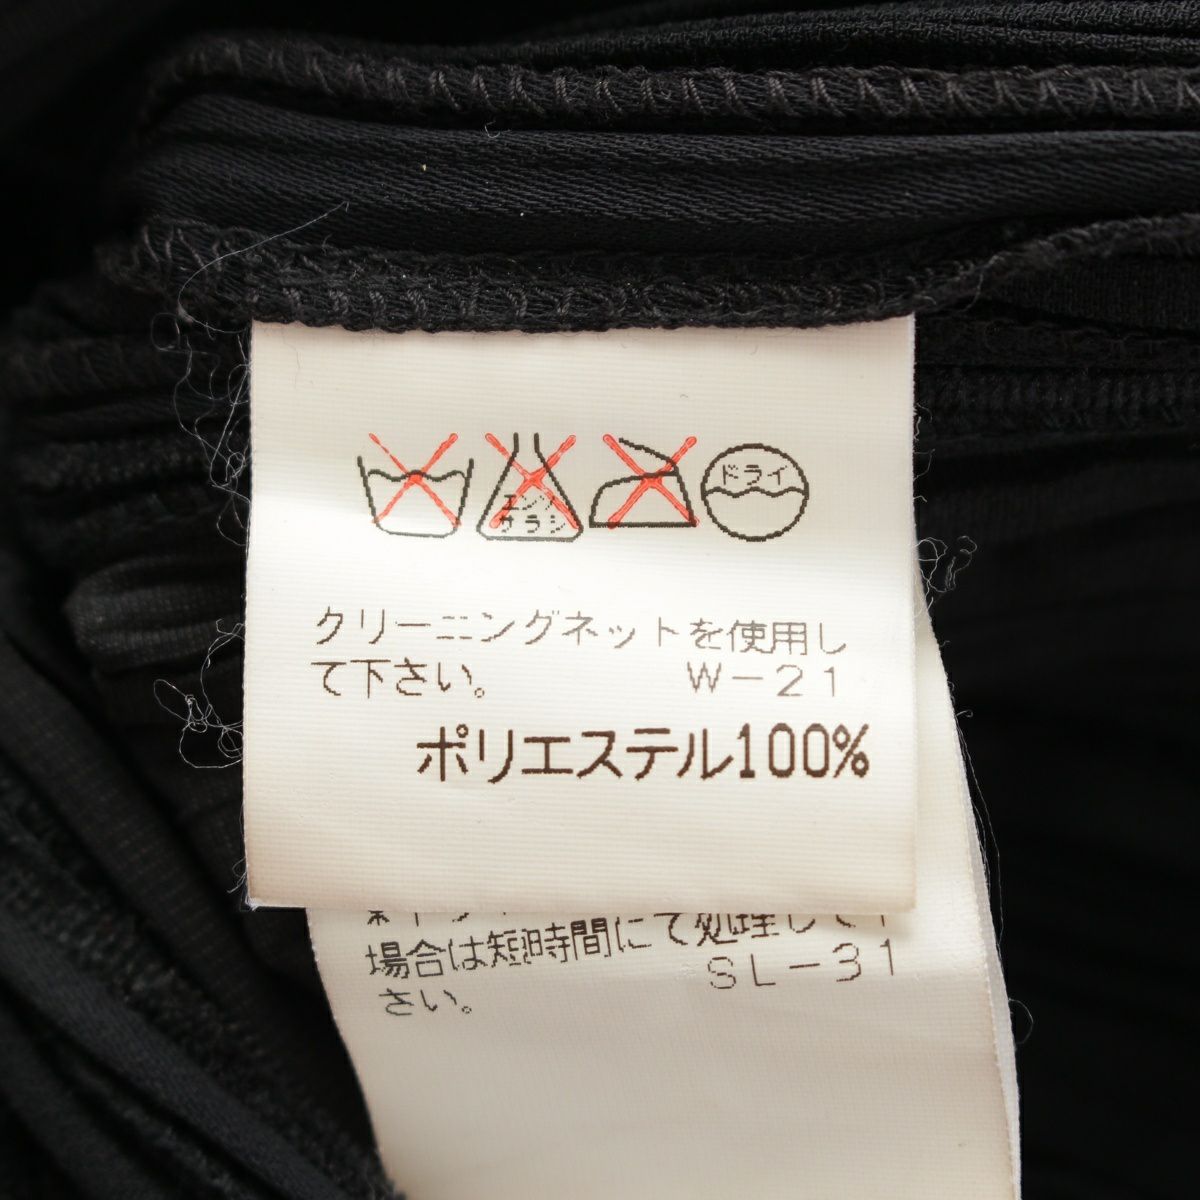 エンソ
サラシ
ドライ
クリーニングネットを使用し
て下さい。 W-21
ポリエステル100%
場合は短時間にて処理して下
さい。 SL-31